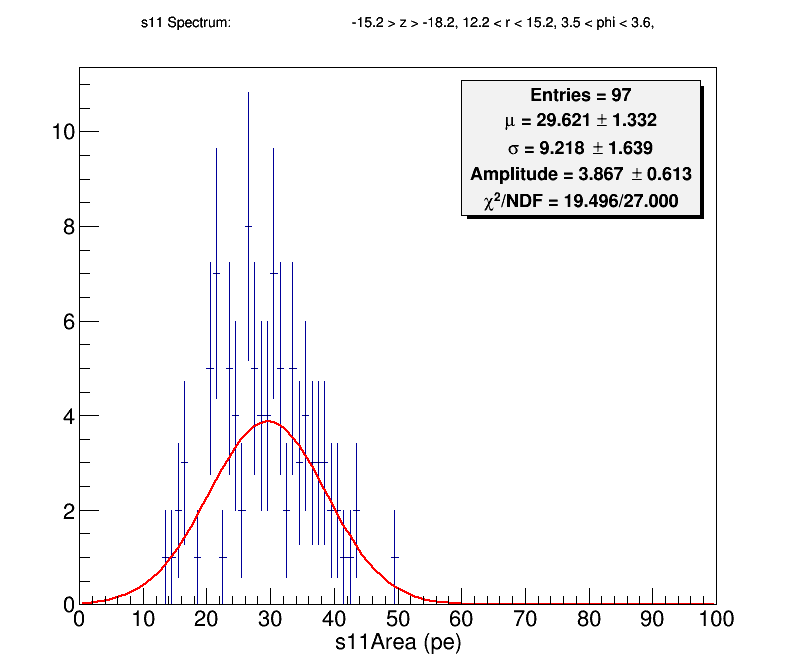 s11 Spectrum: -15.2 > z > -18.2, 12.2 < r < 15.2, 3.5 < phi < 3.6,
Entries = 97
μ = 29.621 ± 1.332
σ = 9.218 ± 1.639
Amplitude = 3.867 ± 0.613
χ²/NDF = 19.496/27.000
10
8
6
4
2
0
0 10 20 30 40 50 60 70 80 90 100
s11Area (pe)